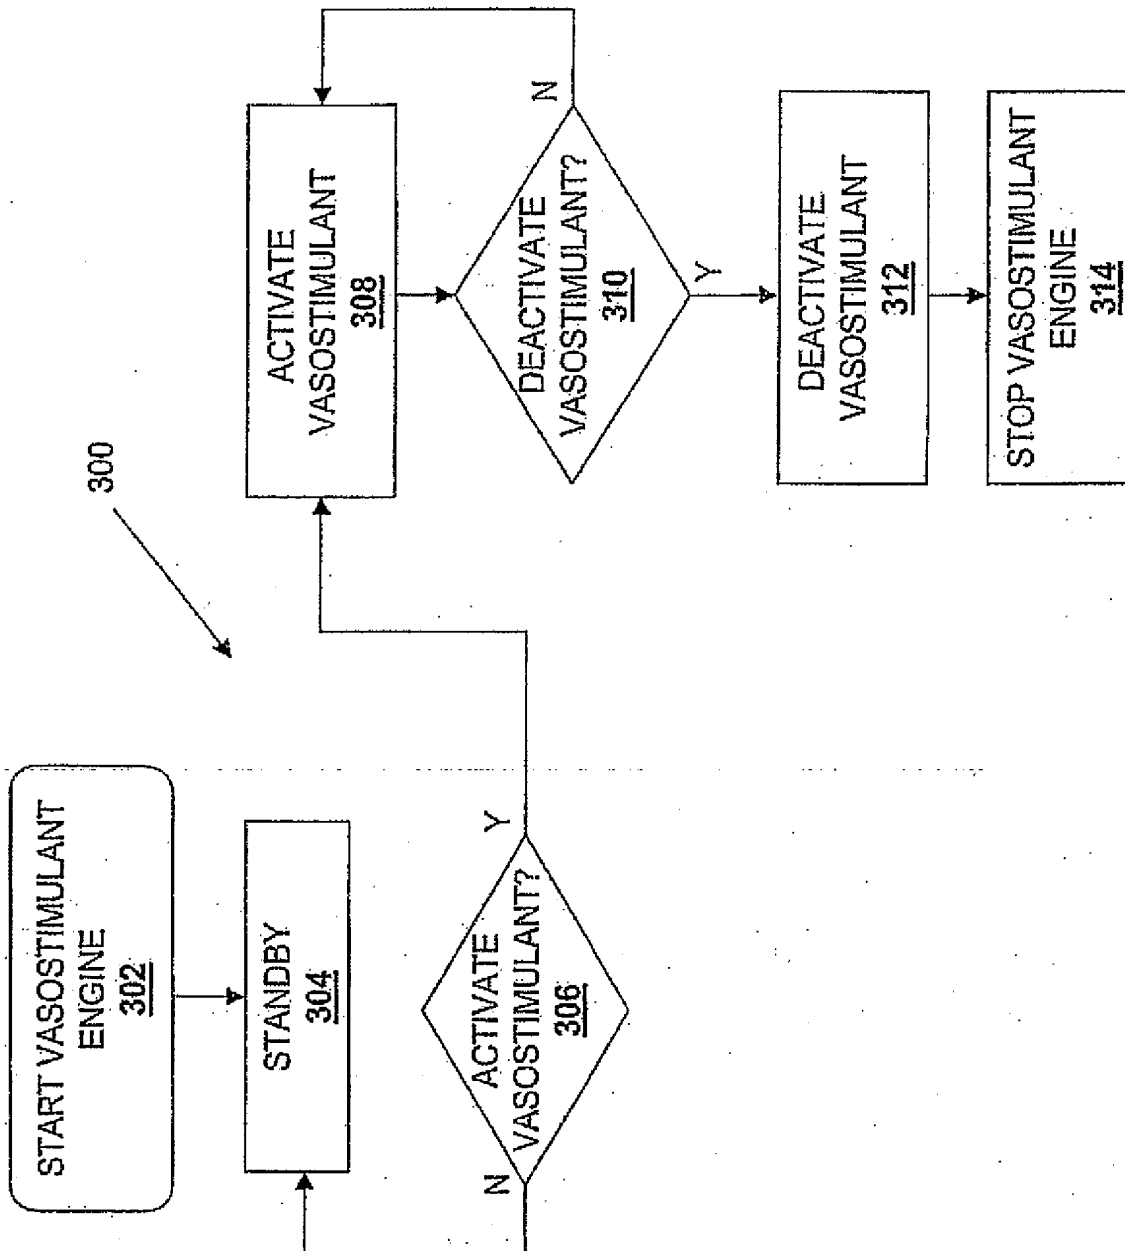 START VASOSTIMULANT
ENGINE
302
STANDBY
304
ACTIVATE
VASOSTIMULANT?
306
N
Y
300
ACTIVATE
VASOSTIMULANT
308
DEACTIVATE
VASOSTIMULANT?
310
N
Y
DEACTIVATE
VASOSTIMULANT
312
STOP VASOSTIMULANT
ENGINE
314